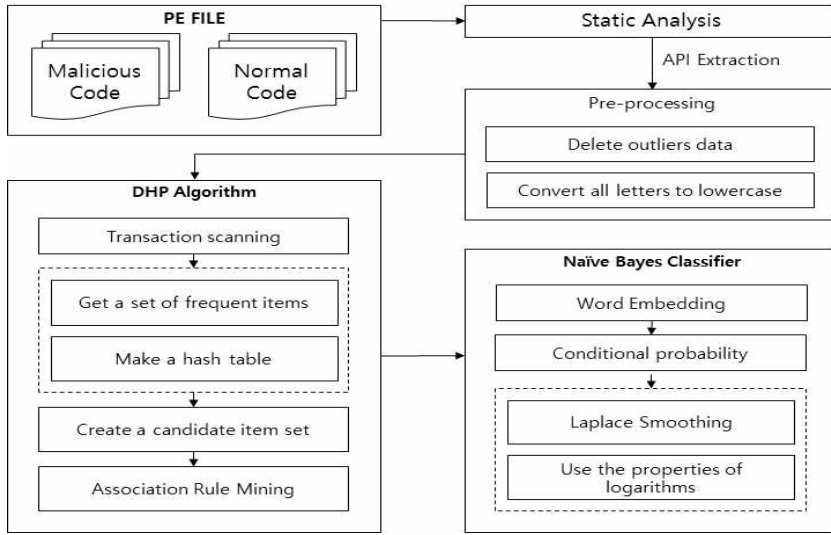 PE FILE
Malicious
Code
Normal
Code
Static Analysis
API Extraction
Pre-processing
Delete outliers data
Convert all letters to lowercase
DHP Algorithm
Transaction scanning
Get a set of frequent items
Make a hash table
Create a candidate item set
Association Rule Mining
Naïve Bayes Classifier
Word Embedding
Conditional probability
Laplace Smoothing
Use the properties of
logarithms